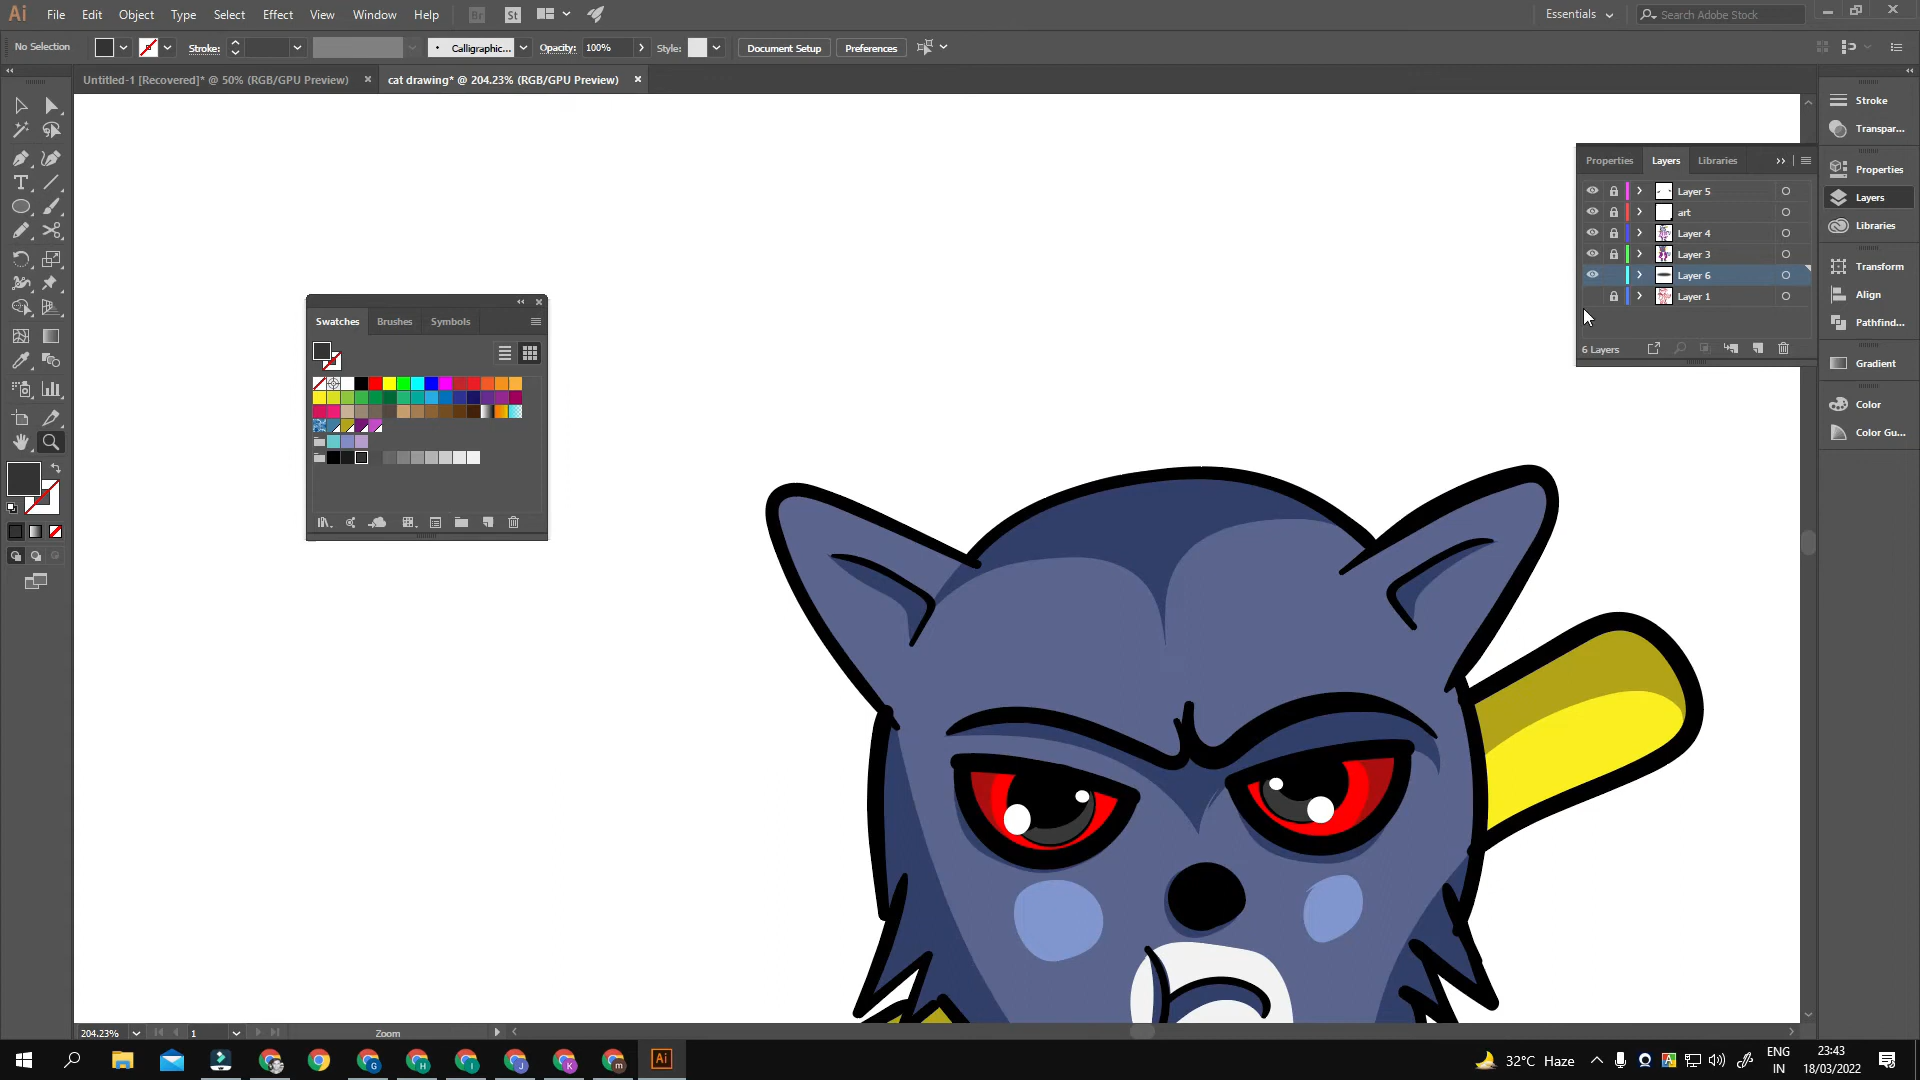 Ai File Edit Object Type Select Effect View Window Help Br St Essentials Search Adobe Stock
No Selection Stroke: Calligraphic... Opacity: 100% Style: Document Setup Preferences
Untitled-1 [Recovered]* @ 50% (RGB/GPU Preview) cat drawing* @ 204.23% (RGB/GPU Preview)
Properties Layers Libraries
Layer 5
art
Layer 4
Layer 3
Layer 6
Layer 1
6 Layers
Stroke
Transpar...
Properties
Layers
Libraries
Transform
Align
Pathfind...
Gradient
Color
Color Gu...
Swatches Brushes Symbols
204.23% 1 Zoom
Ai 32°C Haze ENG 23:43
IN 18/03/2022